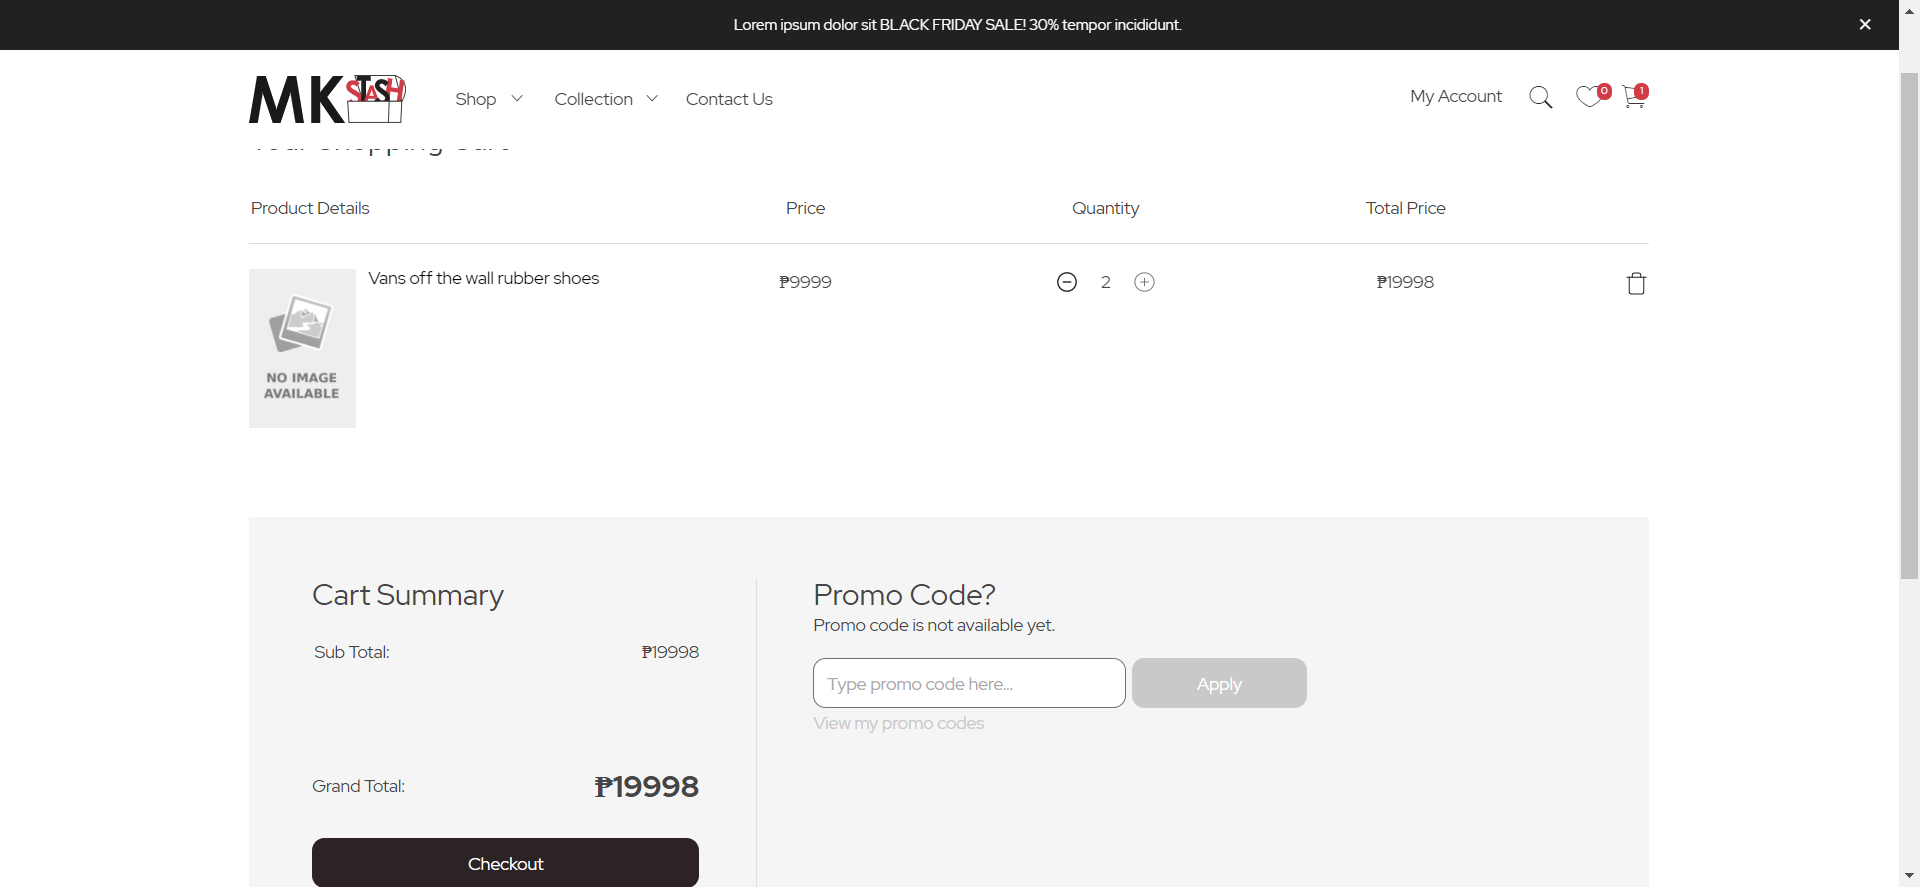 Lorem ipsum dolor sit BLACK FRIDAY SALE! 30% tempor incididunt.
MK STASH
Shop
Collection
Contact Us
My Account
0
1
Your Shopping Cart
Product Details
Price
Quantity
Total Price
Vans off the wall rubber shoes
₱9999
2
₱19998
NO IMAGE
AVAILABLE
Cart Summary
Sub Total:
₱19998
Grand Total:
₱19998
Checkout
Promo Code?
Promo code is not available yet.
Type promo code here...
Apply
View my promo codes